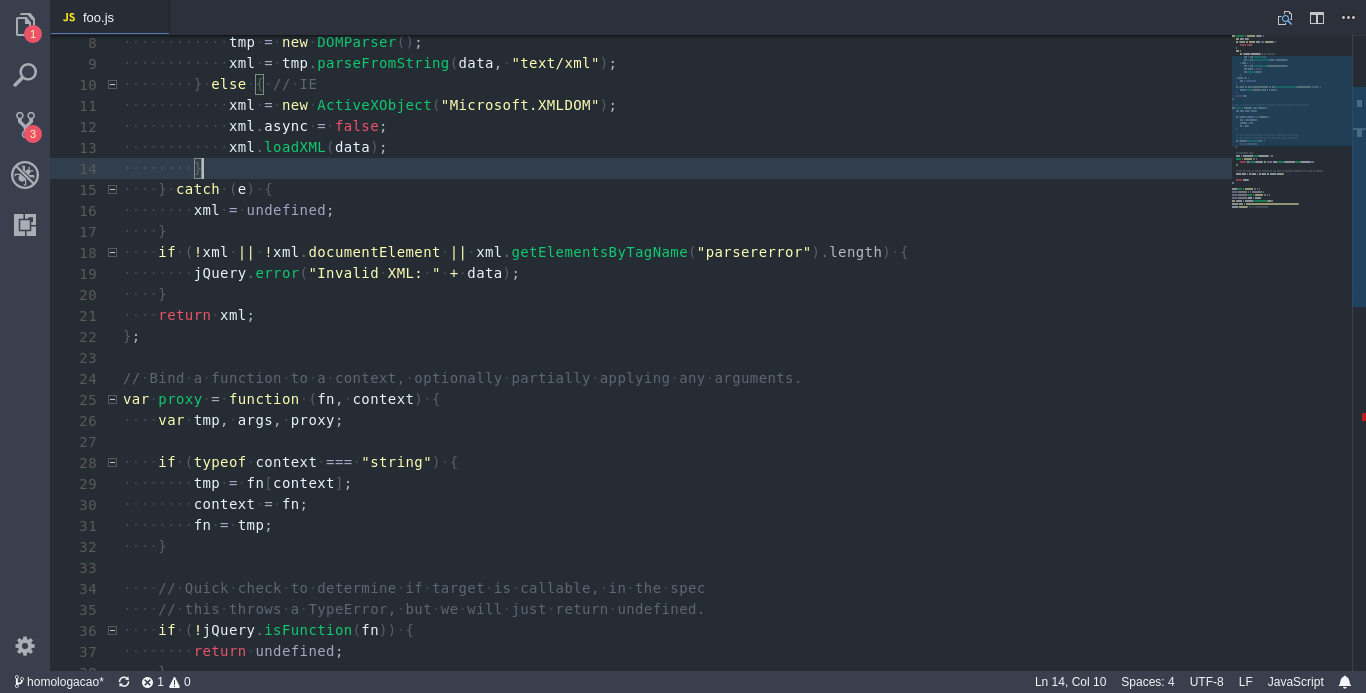 JS foo.js
1
3
8 tmp = new DOMParser();
9 xml = tmp.parseFromString(data, "text/xml");
10 } else { // IE
11 xml = new ActiveXObject("Microsoft.XMLDOM");
12 xml.async = false;
13 xml.loadXML(data);
14 }
15 } catch (e) {
16 xml = undefined;
17 }
18 if (!xml || !xml.documentElement || xml.getElementsByTagName("parsererror").length) {
19 jQuery.error("Invalid XML: " + data);
20 }
21 return xml;
22 };
23
24 // Bind a function to a context, optionally partially applying any arguments.
25 var proxy = function (fn, context) {
26 var tmp, args, proxy;
27
28 if (typeof context === "string") {
29 tmp = fn[context];
30 context = fn;
31 fn = tmp;
32 }
33
34 // Quick check to determine if target is callable, in the spec
35 // this throws a TypeError, but we will just return undefined.
36 if (!jQuery.isFunction(fn)) {
37 return undefined;
38 }
homologacao* 1 0 Ln 14, Col 10 Spaces: 4 UTF-8 LF JavaScript